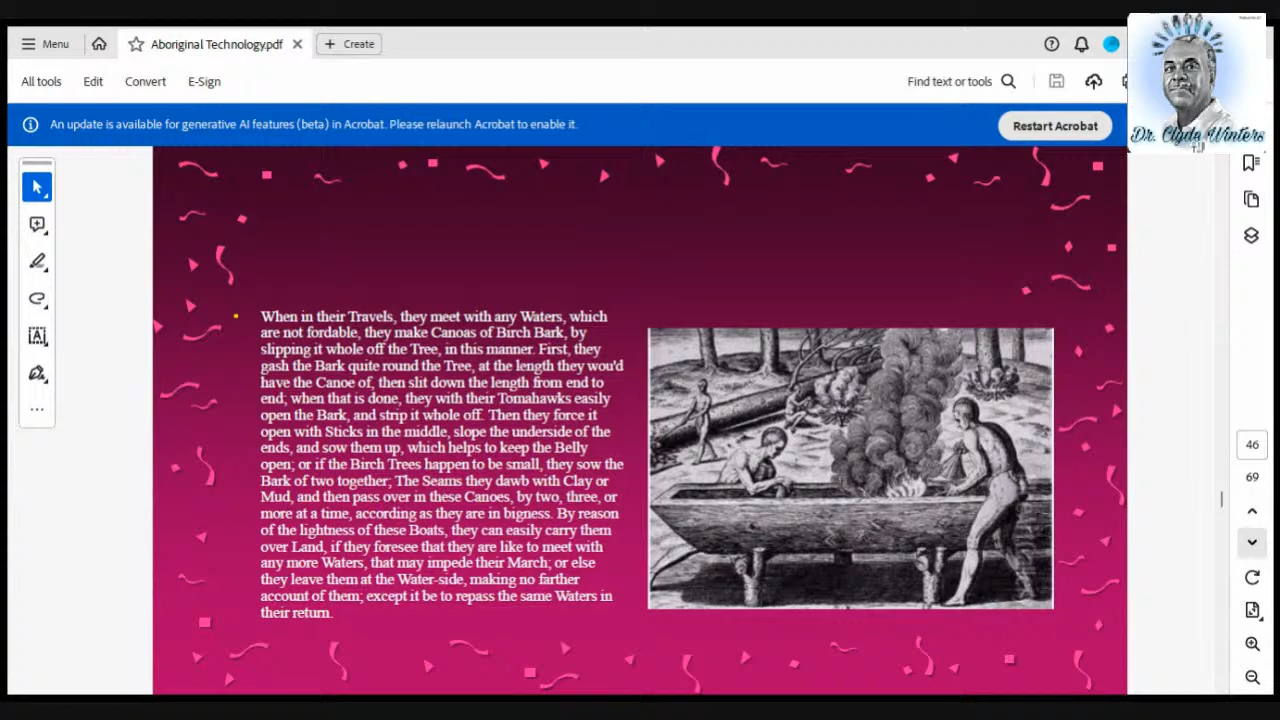 Menu
Aboriginal Technology.pdf
Create
All tools
Edit
Convert
E-Sign
Find text or tools
An update is available for generative AI features (beta) in Acrobat. Please relaunch Acrobat to enable it.
Restart Acrobat
Dr. Clyde Winters
When in their Travels, they meet with any Waters, which
are not fordable, they make Canoas of Birch Bark, by
slipping it whole off the Tree, in this manner. First, they
gash the Bark quite round the Tree, at the length they wou'd
have the Canoe of, then slit down the length from end to
end; when that is done, they with their Tomahawks easily
open the Bark, and strip it whole off. Then they force it
open with Sticks in the middle, slope the underside of the
ends, and sow them up, which helps to keep the Belly
open; or if the Birch Trees happen to be small, they sow the
Bark of two together; The Seams they dawb with Clay or
Mud, and then pass over in these Canoes, by two, three, or
more at a time, according as they are in bigness. By reason
of the lightness of these Boats, they can easily carry them
over Land, if they foresee that they are like to meet with
any more Waters, that may impede their March; or else
they leave them at the Water-side, making no farther
account of them; except it be to repass the same Waters in
their return.
46
69